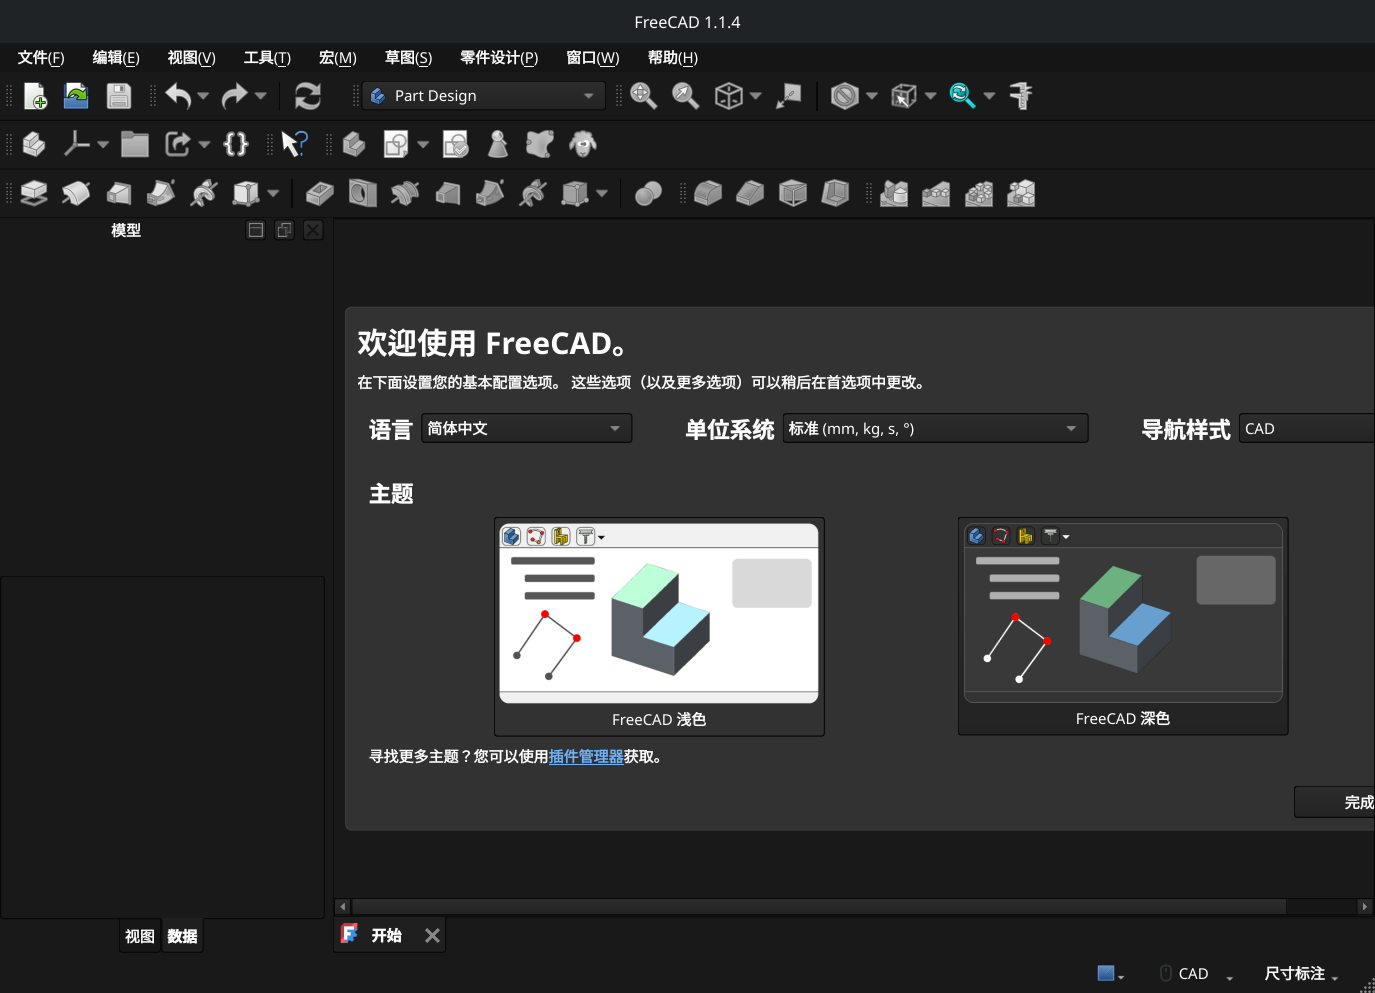 FreeCAD 1.1.4
文件(F) 编辑(E) 视图(V) 工具(T) 宏(M) 草图(S) 零件设计(P) 窗口(W) 帮助(H)
Part Design
模型
欢迎使用 FreeCAD。
在下面设置您的基本配置选项。 这些选项（以及更多选项）可以稍后在首选项中更改。
语言 简体中文 单位系统 标准 (mm, kg, s, °) 导航样式 CAD
主题
FreeCAD 浅色 FreeCAD 深色
寻找更多主题？您可以使用插件管理器获取。
完成
视图 数据 开始
CAD 尺寸标注